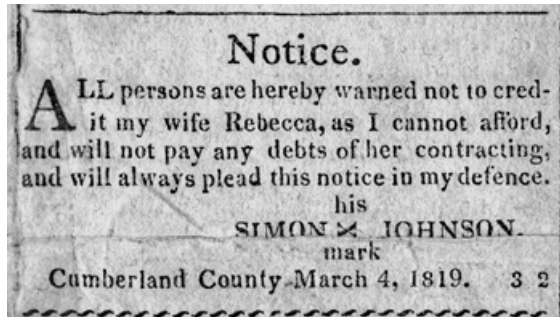 Notice.
ALL persons are hereby warned not to cred-
it my wife Rebecca, as I cannot afford,
and will not pay any debts of her contracting,
and will always plead this notice in my defence.
his
SIMON × JOHNSON.
mark
Cumberland County March 4, 1819. 3 2